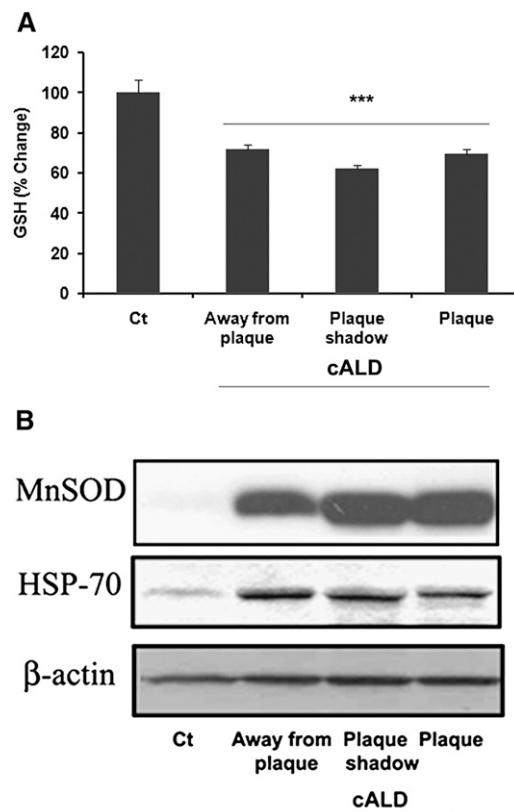 A
120
100
80
60
40
20
0
GSH (% Change)
***
Ct
Away from plaque
Plaque shadow
Plaque
cALD
B
MnSOD
HSP-70
β-actin
Ct
Away from plaque
Plaque shadow
Plaque
cALD